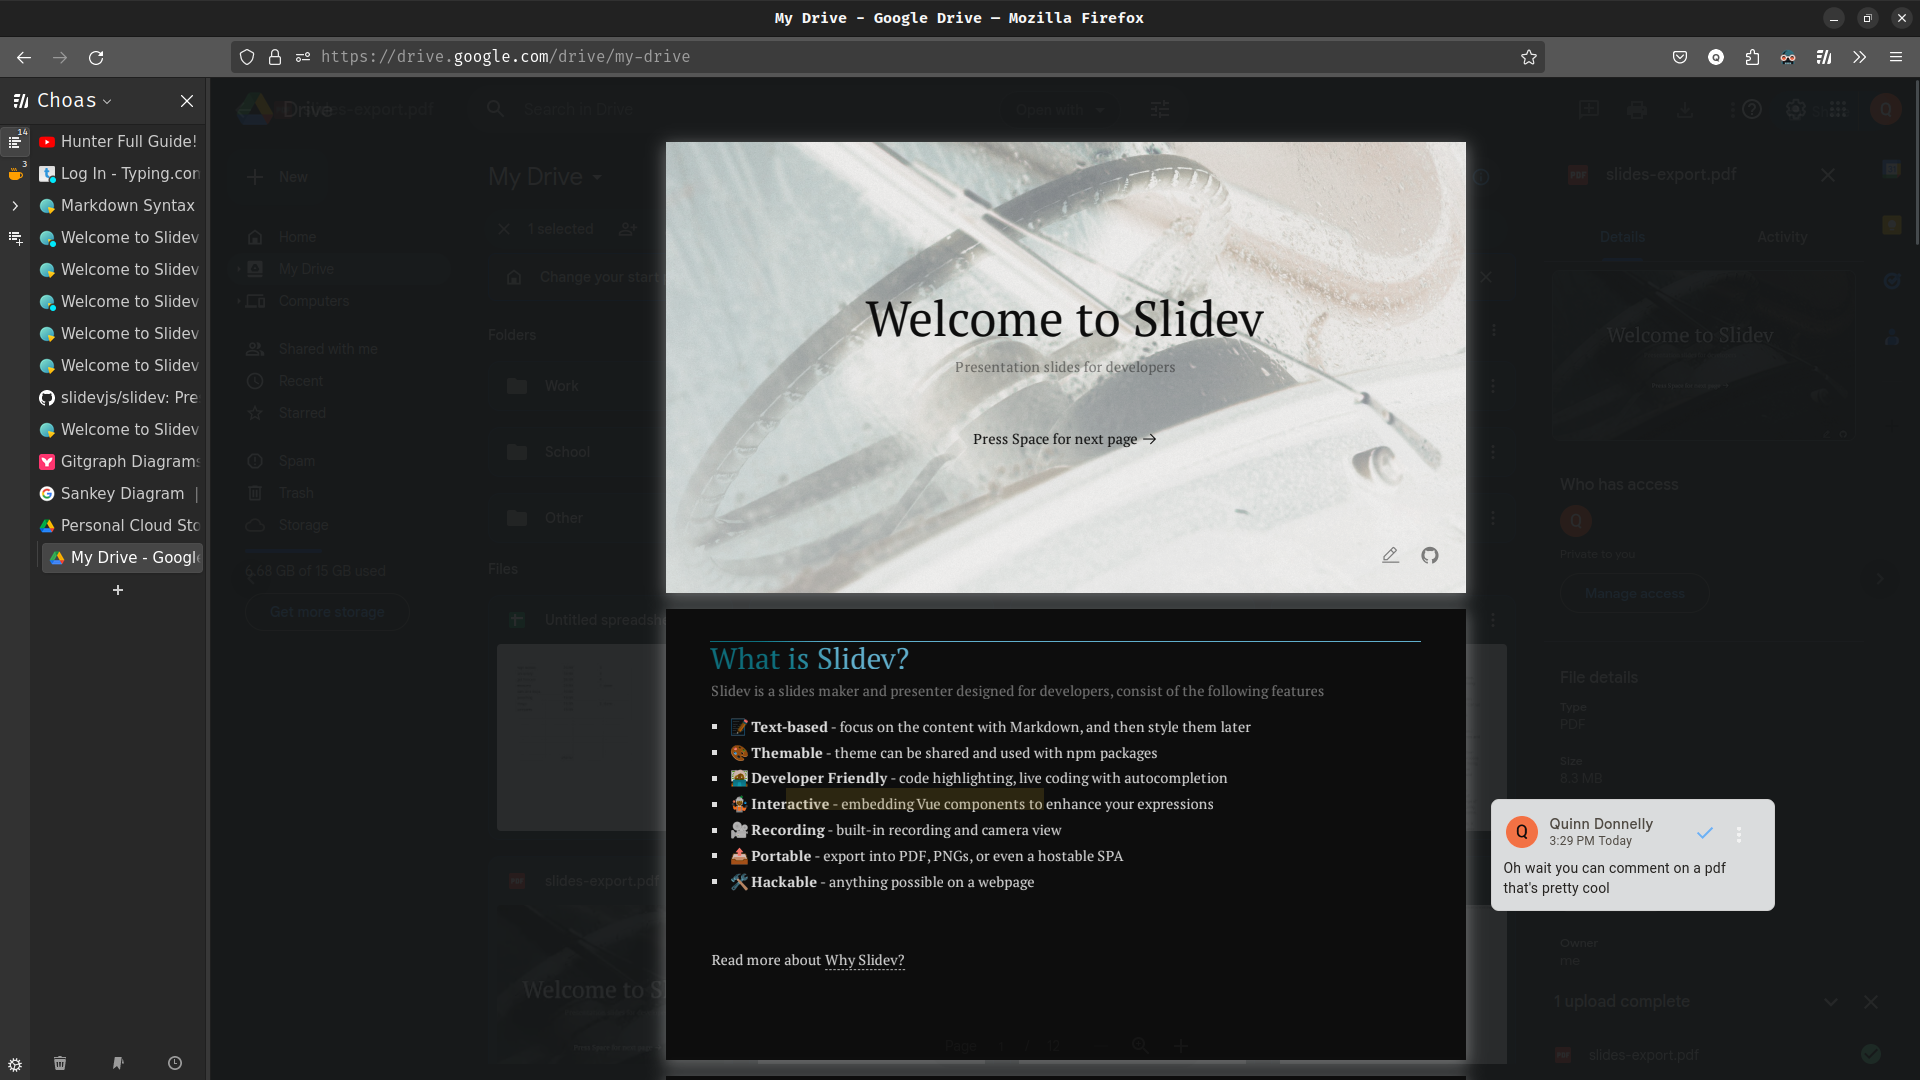 My Drive - Google Drive — Mozilla Firefox
https://drive.google.com/drive/my-drive
Choas
14
3
Hunter Full Guide!
Log In - Typing.con
Markdown Syntax
Welcome to Slidev
Welcome to Slidev
Welcome to Slidev
Welcome to Slidev
Welcome to Slidev
slidevjs/slidev: Pre
Welcome to Slidev
Gitgraph Diagrams
Sankey Diagram |
Personal Cloud Sto
My Drive - Google
Drive
slides-export.pdf
Search in Drive
Open with
Q
New
Home
My Drive
Computers
Shared with me
Recent
Starred
Spam
Trash
Storage
6.68 GB of 15 GB used
Get more storage
My Drive
1 selected
Change your start
Folders
Work
School
Other
Files
Untitled spreadshe
slides-export.pdf
Welcome to S
Welcome to Slidev
Presentation slides for developers
Press Space for next page →
What is Slidev?
Slidev is a slides maker and presenter designed for developers, consist of the following features
📝 Text-based - focus on the content with Markdown, and then style them later
🎨 Themable - theme can be shared and used with npm packages
🧑‍💻 Developer Friendly - code highlighting, live coding with autocompletion
🤹 Interactive - embedding Vue components to enhance your expressions
🎥 Recording - built-in recording and camera view
📤 Portable - export into PDF, PNGs, or even a hostable SPA
🛠 Hackable - anything possible on a webpage
Read more about Why Slidev?
Page 1 / 12
PDF slides-export.pdf
Details
Activity
Welcome to Slidev
Who has access
Q
Private to you
Manage access
File details
Type
PDF
Size
8.3 MB
Q
Quinn Donnelly
3:29 PM Today
Oh wait you can comment on a pdf
that's pretty cool
Owner
me
1 upload complete
slides-export.pdf